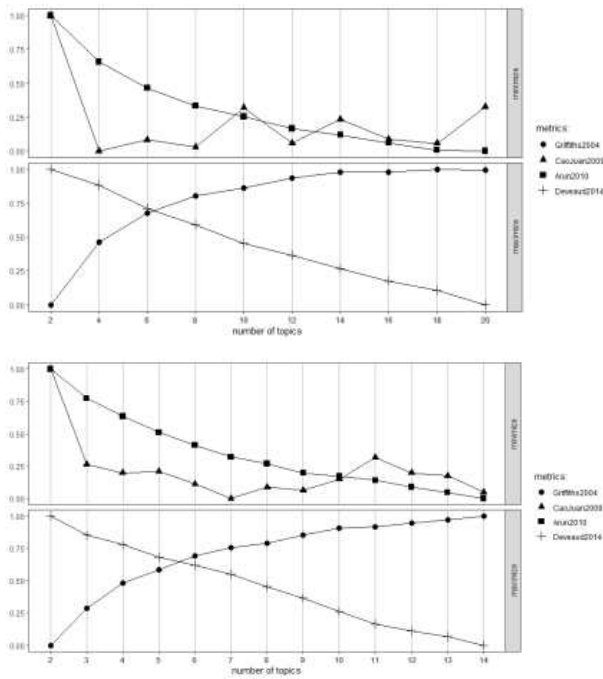 1.00
0.75
0.50
0.25
0.00
minimize
1.00
0.75
0.50
0.25
0.00
maximize
2 4 6 8 10 12 14 16 18 20
number of topics
metrics:
Griffiths2004
CaoJuan2009
Arun2010
Deveaud2014
1.00
0.75
0.50
0.25
0.00
minimize
1.00
0.75
0.50
0.25
0.00
maximize
2 3 4 5 6 7 8 9 10 11 12 13 14
number of topics
metrics:
Griffiths2004
CaoJuan2009
Arun2010
Deveaud2014